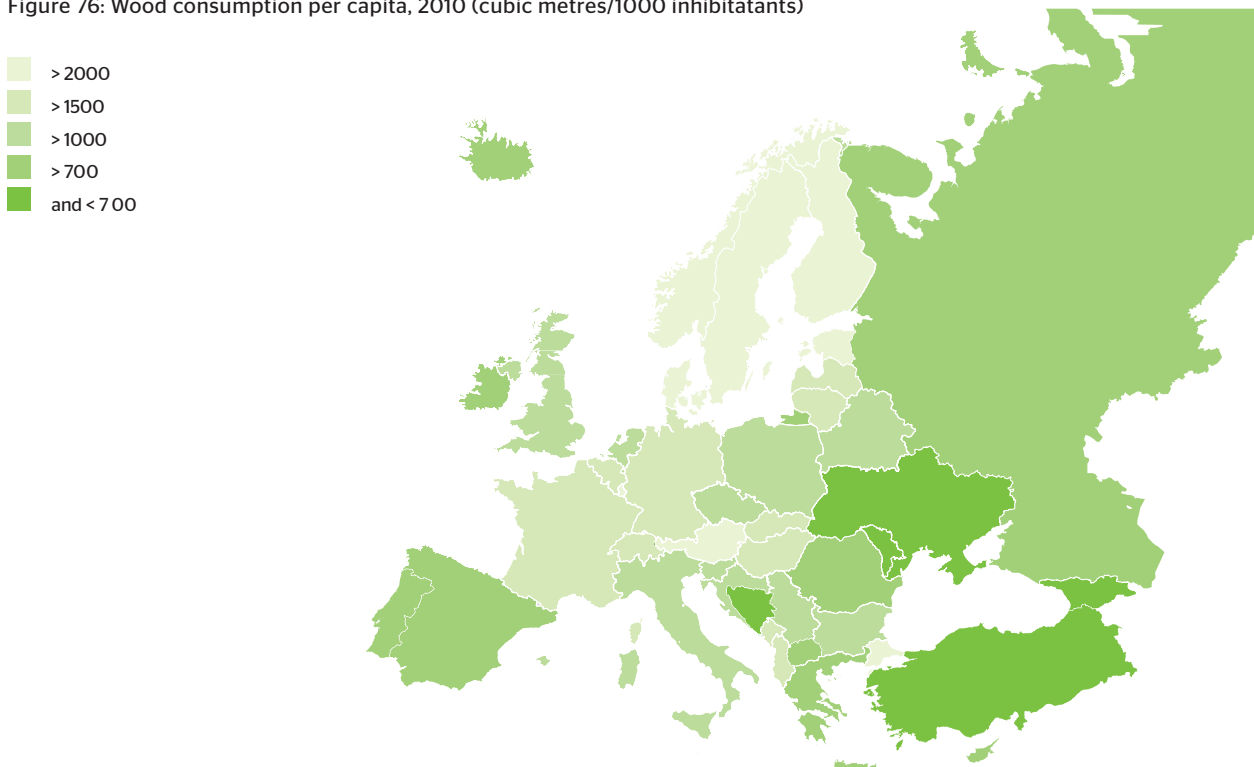 Figure 76: Wood consumption per capita, 2010 (cubic metres/1000 inhibitatants)
> 2000
> 1500
> 1000
> 700
and < 7 00